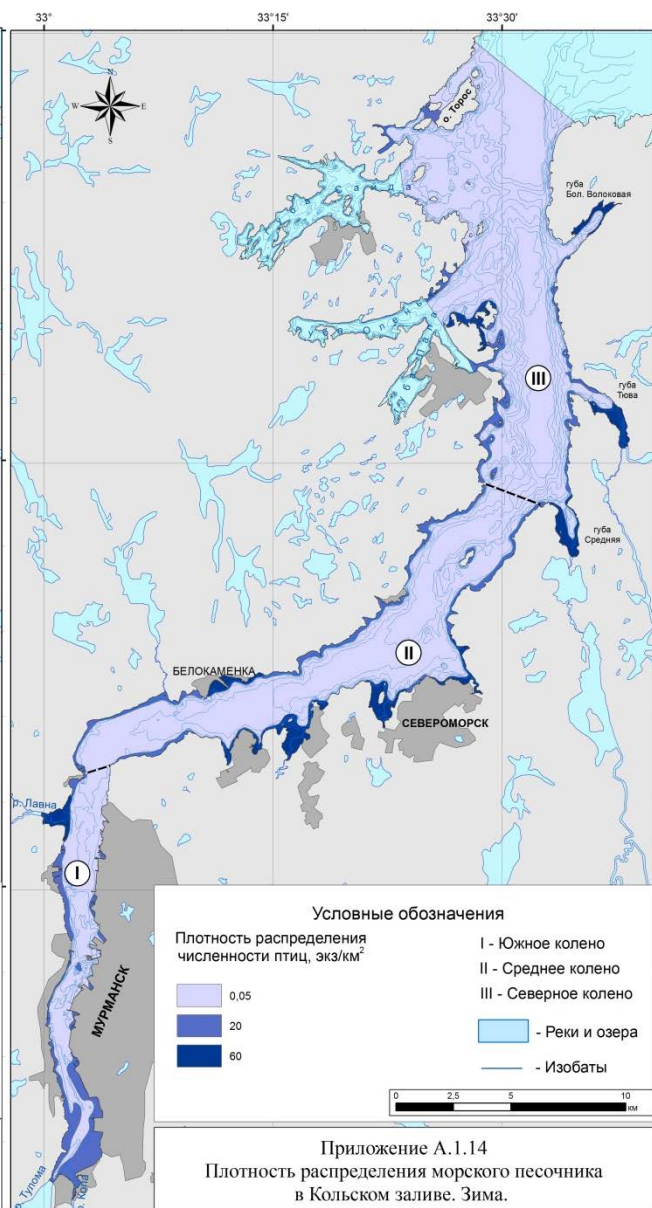 33°
33°15'
33°30'
N
W
E
S
о. Торос
губа
Бол. Волоковая
III
губа
Тюва
губа
Средняя
II
БЕЛОКАМЕНКА
СЕВЕРОМОРСК
р. Лавна
I
МУРМАНСК
р. Тулома
р. Кола
Условные обозначения
Плотность распределения
численности птиц, экз/км²
0,05
20
60
I - Южное колено
II - Среднее колено
III - Северное колено
- Реки и озера
- Изобаты
0 2,5 5 10
км
Приложение А.1.14
Плотность распределения морского песочника
в Кольском заливе. Зима.